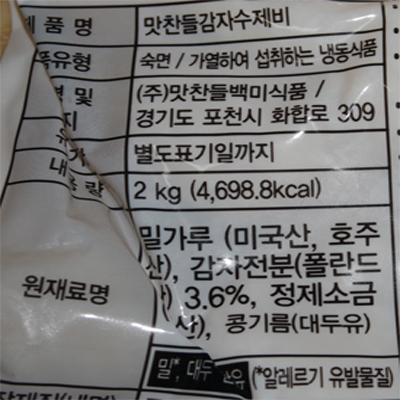 제 품 명 맛찬들감자수제비
품유형 숙면 / 가열하여 섭취하는 냉동식품
및 (주)맛찬들백미식품 /
지 경기도 포천시 화합로 309
별도표기일까지
내 량 2 kg (4,698.8kcal)
밀가루 (미국산, 호주
산), 감자전분(폴란드
원재료명 3.6%, 정제소금
산), 콩기름(대두유)
밀*, 대두 (*알레르기 유발물질)